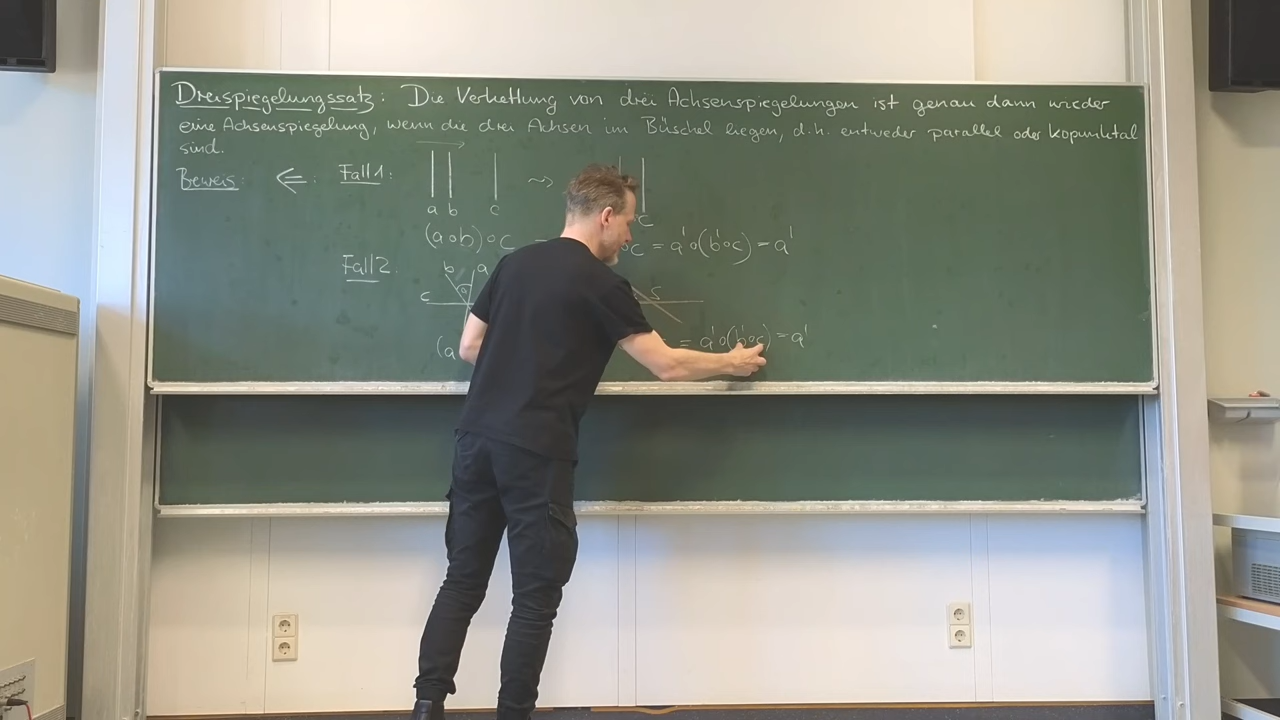 Dreispiegelungssatz: Die Verkettung von drei Achsenspiegelungen ist genau dann wieder
eine Achsenspiegelung, wenn die drei Achsen im Büschel liegen, d.h. entweder parallel oder kopunktal
sind.
Beweis: ⇐: Fall 1: ⇝
a b c c
(a∘b)∘c = ∘c = a'∘(b'∘c) = a'
Fall 2.
b a
c
(a = a'∘(b'∘c) = a'